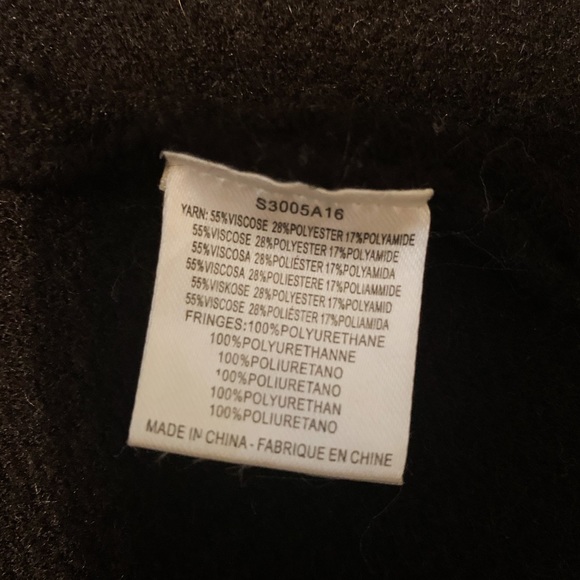 S3005A16
YARN: 55%VISCOSE 28%POLYESTER 17%POLYAMIDE
55%VISCOSE 28%POLYESTER 17%POLYAMIDE
55%VISCOSA 28%POLIÉSTER 17%POLYAMIDA
55%VISCOSA 28%POLIESTERE 17%POLIAMMIDE
55%VISKOSE 28%POLYESTER 17%POLYAMID
55%VISCOSE 28%POLIÉSTER 17%POLIAMIDA
FRINGES:100%POLYURETHANE
100%POLYURETHANNE
100%POLIURETANO
100%POLIURETANO
100%POLYURETHAN
100%POLIURETANO
MADE IN CHINA - FABRIQUE EN CHINE